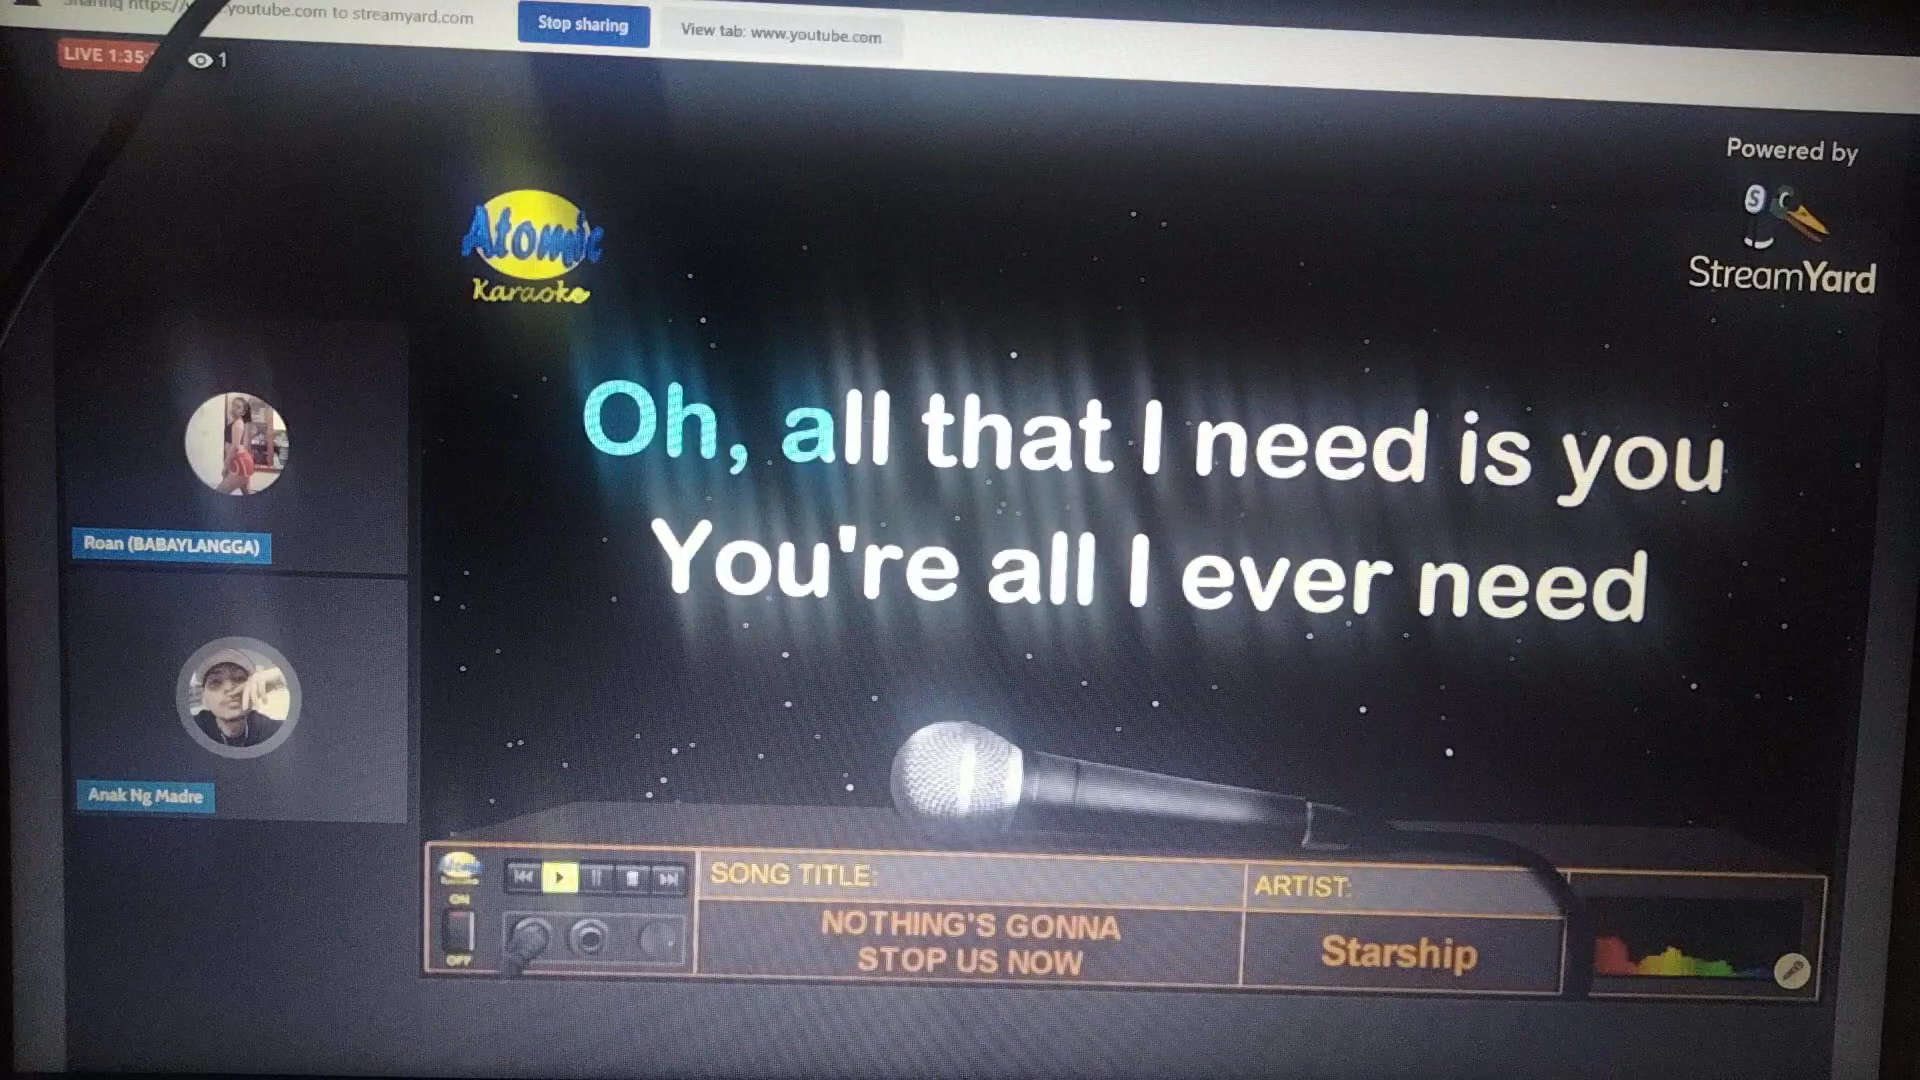 youtube.com to streamyard.com
Stop sharing
View tab: www.youtube.com
LIVE 1:35:
1
Powered by
StreamYard
Atomic
Karaoke
Oh, all that I need is you
You're all I ever need
Roan (BABAYLANGGA)
Anak Ng Madre
SONG TITLE:
ARTIST:
NOTHING'S GONNA
STOP US NOW
Starship
ON
OFF